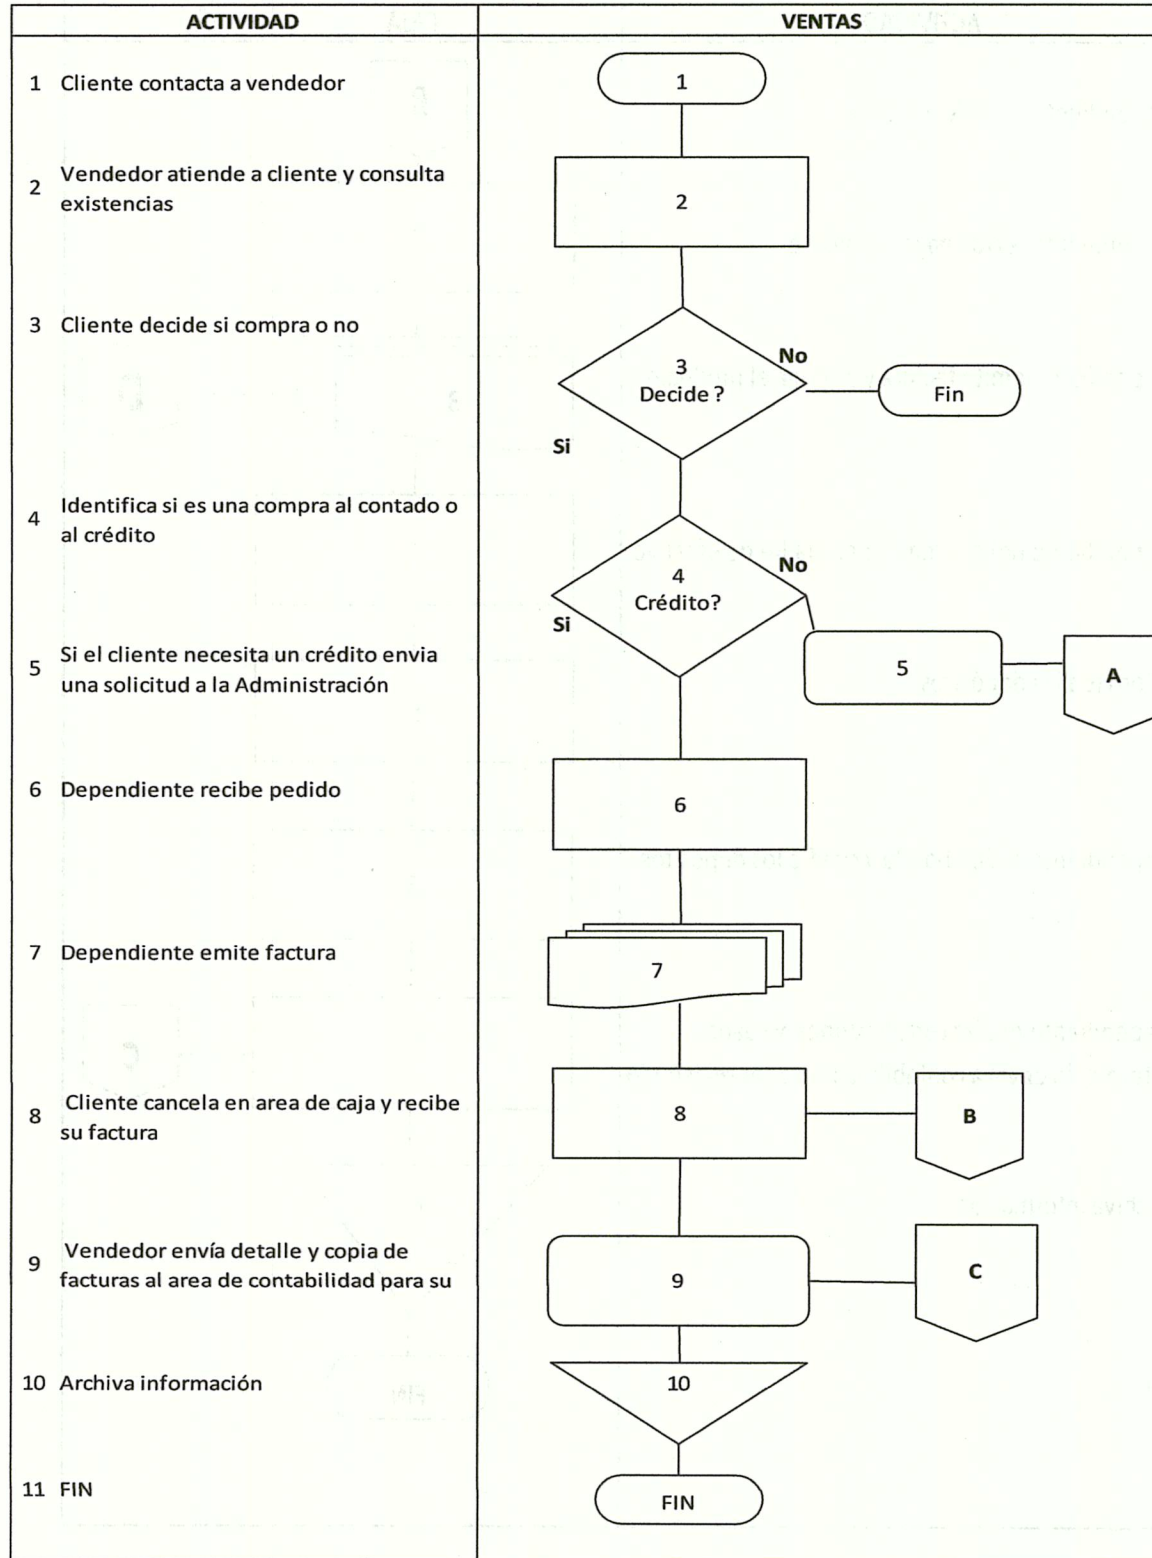 ACTIVIDAD VENTAS
1 Cliente contacta a vendedor
1
2 Vendedor atiende a cliente y consulta
existencias
2
3 Cliente decide si compra o no
3
Decide ?
No
Fin
Si
4 Identifica si es una compra al contado o
al crédito
4
Crédito?
No
Si
5 Si el cliente necesita un crédito envia
una solicitud a la Administración
5
A
6 Dependiente recibe pedido
6
7 Dependiente emite factura
7
8 Cliente cancela en area de caja y recibe
su factura
8
B
9 Vendedor envía detalle y copia de
facturas al area de contabilidad para su
9
C
10 Archiva información
10
11 FIN
FIN